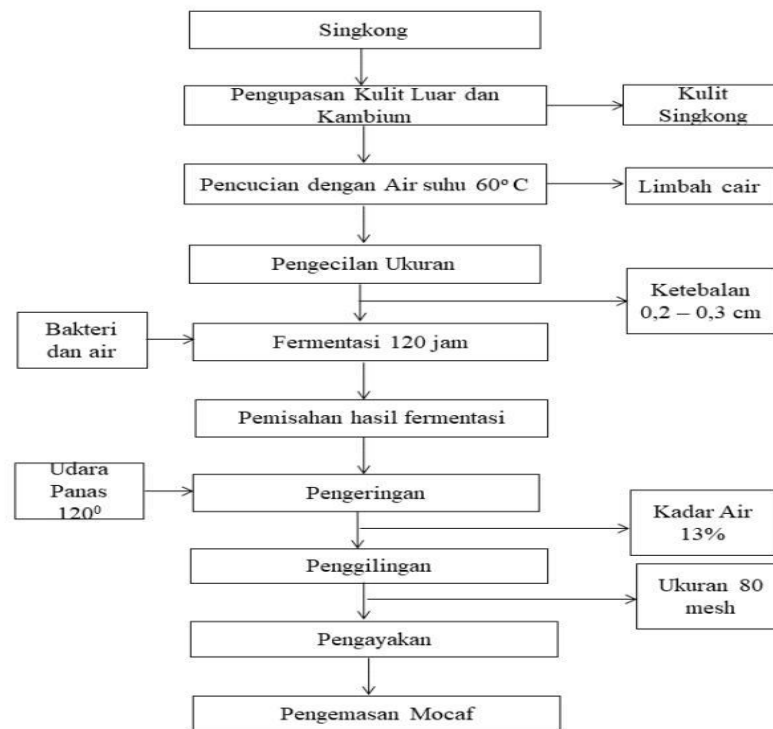 Singkong
Pengupasan Kulit Luar dan
Kambium
Kulit
Singkong
Pencucian dengan Air suhu 60° C
Limbah cair
Pengecilan Ukuran
Ketebalan
0,2 – 0,3 cm
Bakteri
dan air
Fermentasi 120 jam
Pemisahan hasil fermentasi
Udara
Panas
120⁰
Pengeringan
Kadar Air
13%
Penggilingan
Ukuran 80
mesh
Pengayakan
Pengemasan Mocaf